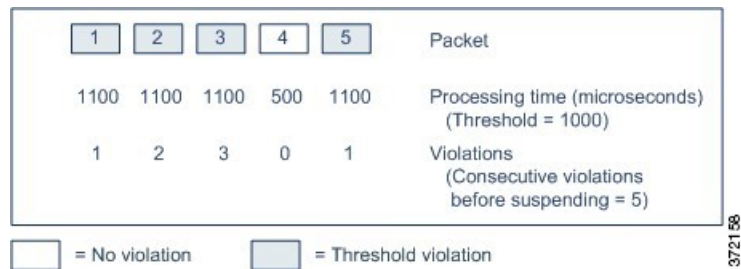 1 2 3 4 5 Packet
1100 1100 1100 500 1100 Processing time (microseconds)
(Threshold = 1000)
1 2 3 0 1 Violations
(Consecutive violations
before suspending = 5)
= No violation = Threshold violation
372158